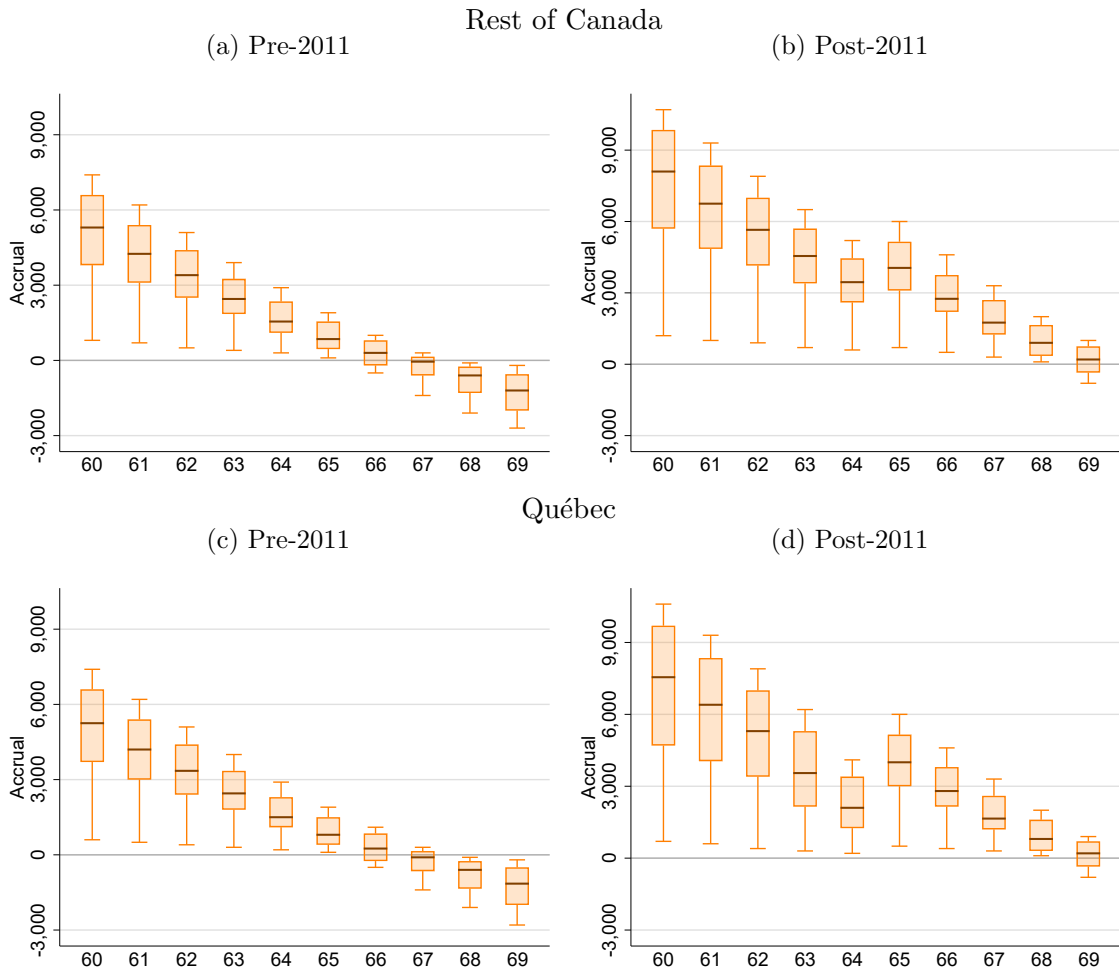 Rest of Canada
(a) Pre-2011
(b) Post-2011
Accrual
9,000
6,000
3,000
0
-3,000
60 61 62 63 64 65 66 67 68 69
Accrual
9,000
6,000
3,000
0
-3,000
60 61 62 63 64 65 66 67 68 69
Québec
(c) Pre-2011
(d) Post-2011
Accrual
9,000
6,000
3,000
0
-3,000
60 61 62 63 64 65 66 67 68 69
Accrual
9,000
6,000
3,000
0
-3,000
60 61 62 63 64 65 66 67 68 69